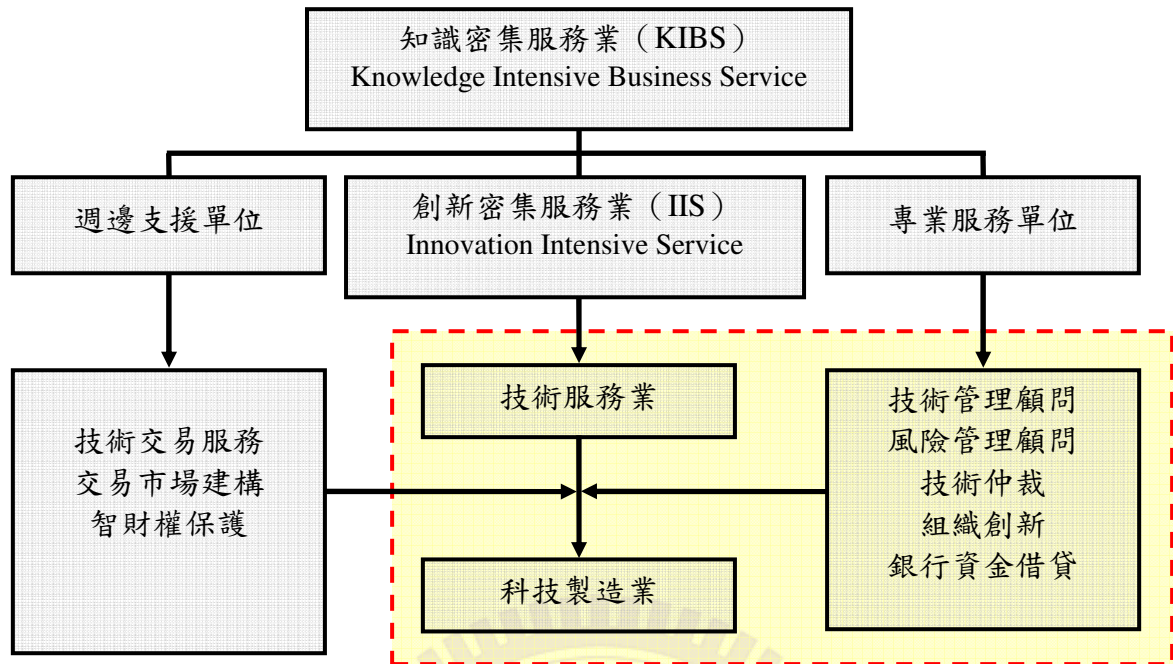 知識密集服務業（KIBS）
Knowledge Intensive Business Service
週邊支援單位
創新密集服務業（IIS）
Innovation Intensive Service
專業服務單位
技術交易服務
交易市場建構
智財權保護
技術服務業
科技製造業
技術管理顧問
風險管理顧問
技術仲裁
組織創新
銀行資金借貸